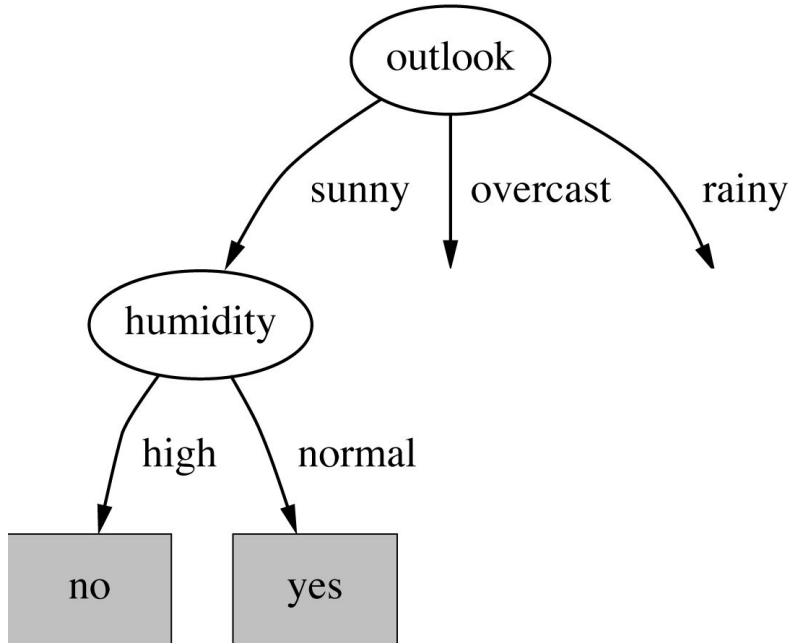 outlook
sunny
overcast
rainy
humidity
high
normal
no
yes